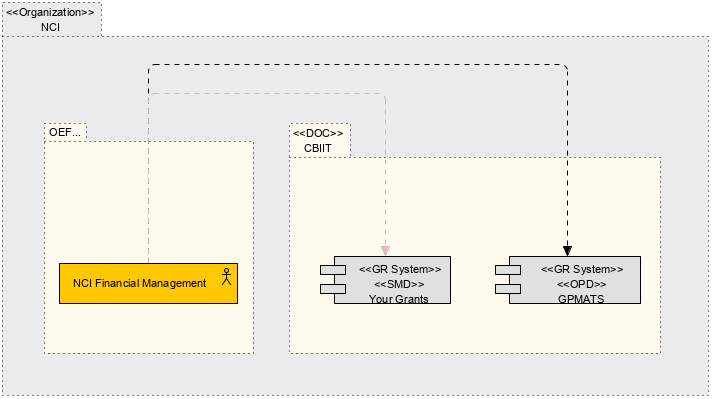 <<Organization>>
NCI
OEF...
<<DOC>>
CBIIT
NCI Financial Management
<<GR System>>
<<SMD>>
Your Grants
<<GR System>>
<<OPD>>
GPMATS